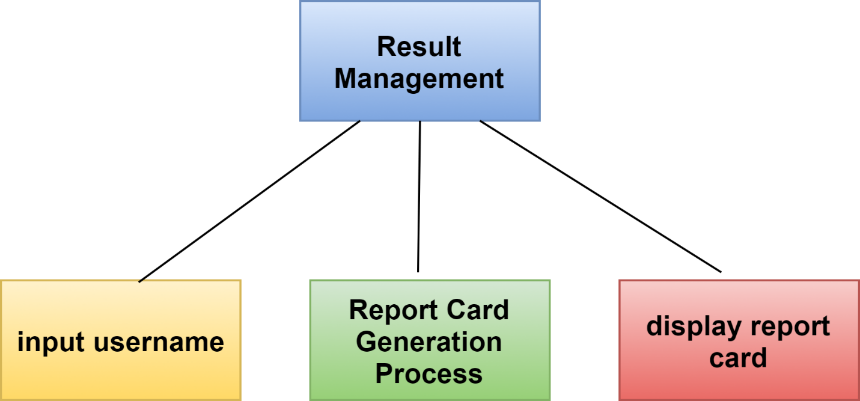 Result
Management
input username
Report Card
Generation
Process
display report
card